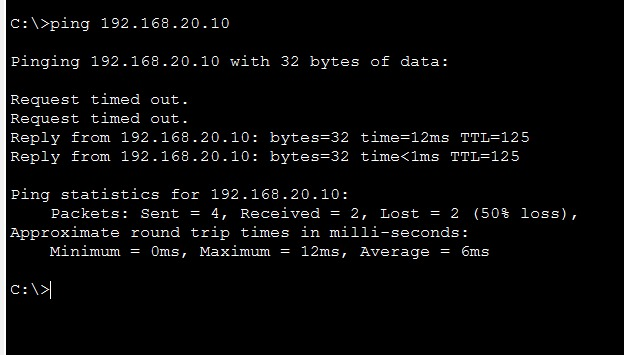 C:\>ping 192.168.20.10
Pinging 192.168.20.10 with 32 bytes of data:
Request timed out.
Request timed out.
Reply from 192.168.20.10: bytes=32 time=12ms TTL=125
Reply from 192.168.20.10: bytes=32 time<1ms TTL=125
Ping statistics for 192.168.20.10:
    Packets: Sent = 4, Received = 2, Lost = 2 (50% loss),
Approximate round trip times in milli-seconds:
    Minimum = 0ms, Maximum = 12ms, Average = 6ms
C:\>